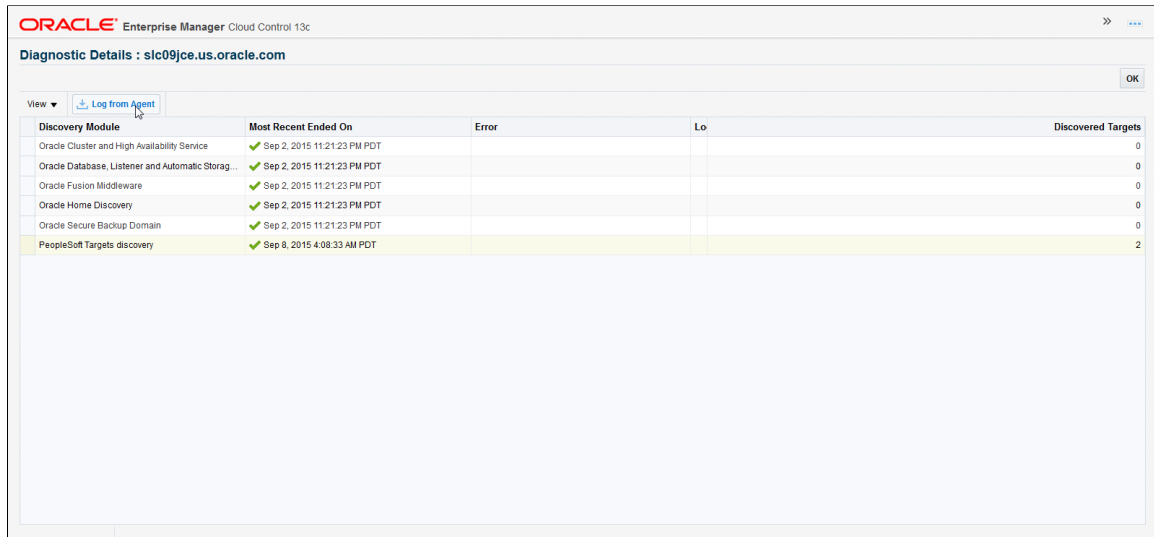 ORACLE Enterprise Manager Cloud Control 13c
Diagnostic Details : slc09jce.us.oracle.com
OK
View Log from Agent
Discovery Module Most Recent Ended On Error Lo Discovered Targets
Oracle Cluster and High Availability Service Sep 2, 2015 11:21:23 PM PDT 0
Oracle Database, Listener and Automatic Storag... Sep 2, 2015 11:21:23 PM PDT 0
Oracle Fusion Middleware Sep 2, 2015 11:21:23 PM PDT 0
Oracle Home Discovery Sep 2, 2015 11:21:23 PM PDT 0
Oracle Secure Backup Domain Sep 2, 2015 11:21:23 PM PDT 0
PeopleSoft Targets discovery Sep 8, 2015 4:08:33 AM PDT 2